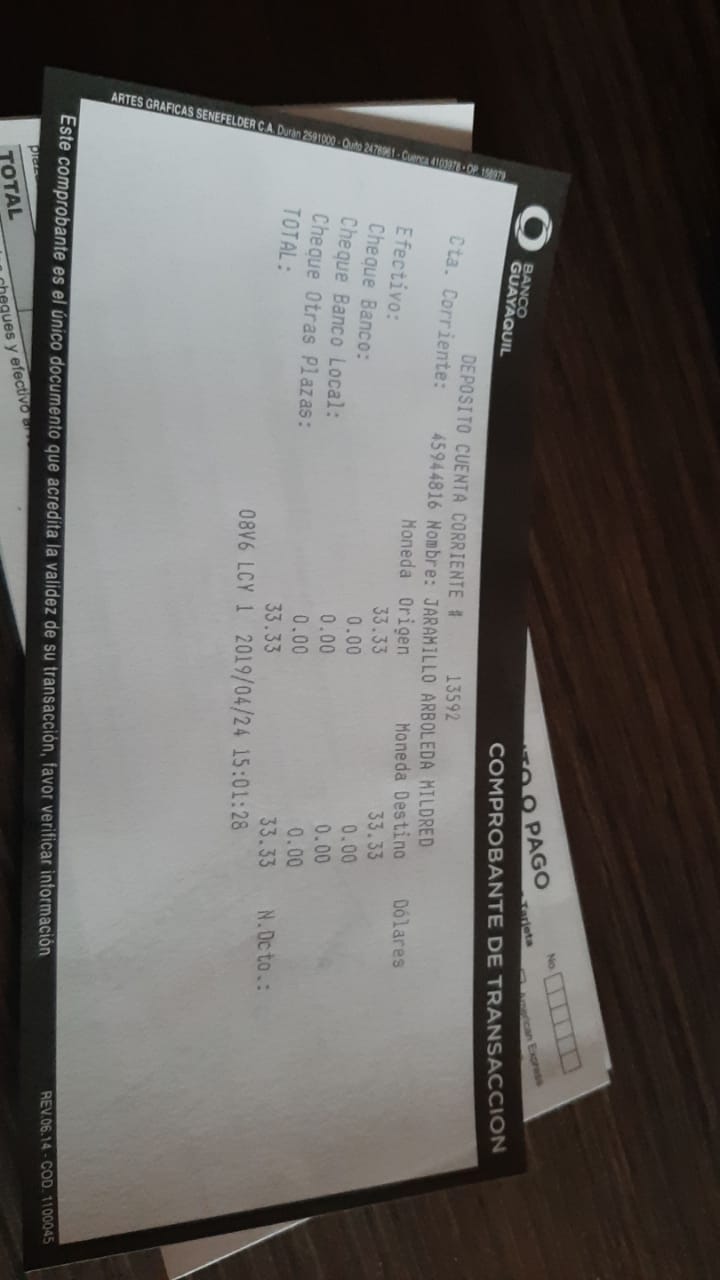 BANCO
GUAYAQUIL
COMPROBANTE DE TRANSACCION
DEPOSITO CUENTA CORRIENTE # 13592
Cta. Corriente: 45944816 Nombre: JARAMILLO ARBOLEDA MILDRED
Moneda Origen Moneda Destino Dólares
Efectivo: 33.33 33.33
Cheque Banco: 0.00 0.00
Cheque Banco Local: 0.00 0.00
Cheque Otras Plazas: 0.00 0.00
TOTAL: 33.33 33.33 N.Dcto.:
08V6 LCY 1 2019/04/24 15:01:28
Este comprobante es el único documento que acredita la validez de su transacción, favor verificar información
REV.06.14 - COD. 1100045
ARTES GRAFICAS SENEFELDER C.A. Durán 2591000 - Quito 2478961 - Cuenca 4103978 - OP. 158979
O PAGO
Tarjeta
No.
American Express
TOTAL
cheques y efectivo